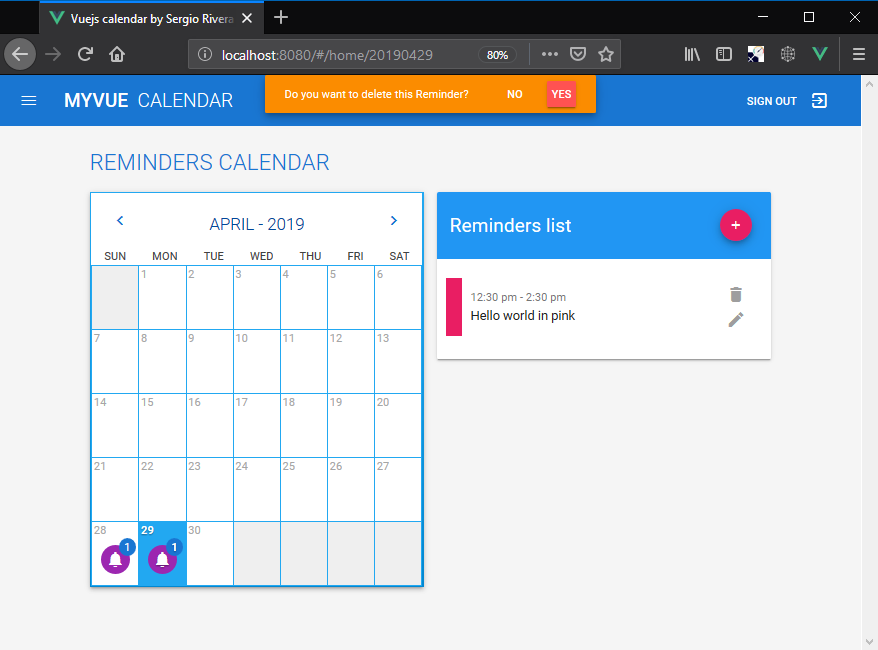 Vuejs calendar by Sergio Rivera
localhost:8080/#/home/20190429
80%
MYVUE CALENDAR
Do you want to delete this Reminder? NO YES
SIGN OUT
REMINDERS CALENDAR
APRIL - 2019
SUN MON TUE WED THU FRI SAT
1 2 3 4 5 6
7 8 9 10 11 12 13
14 15 16 17 18 19 20
21 22 23 24 25 26 27
28 29 30
1 1
Reminders list
+
12:30 pm - 2:30 pm
Hello world in pink